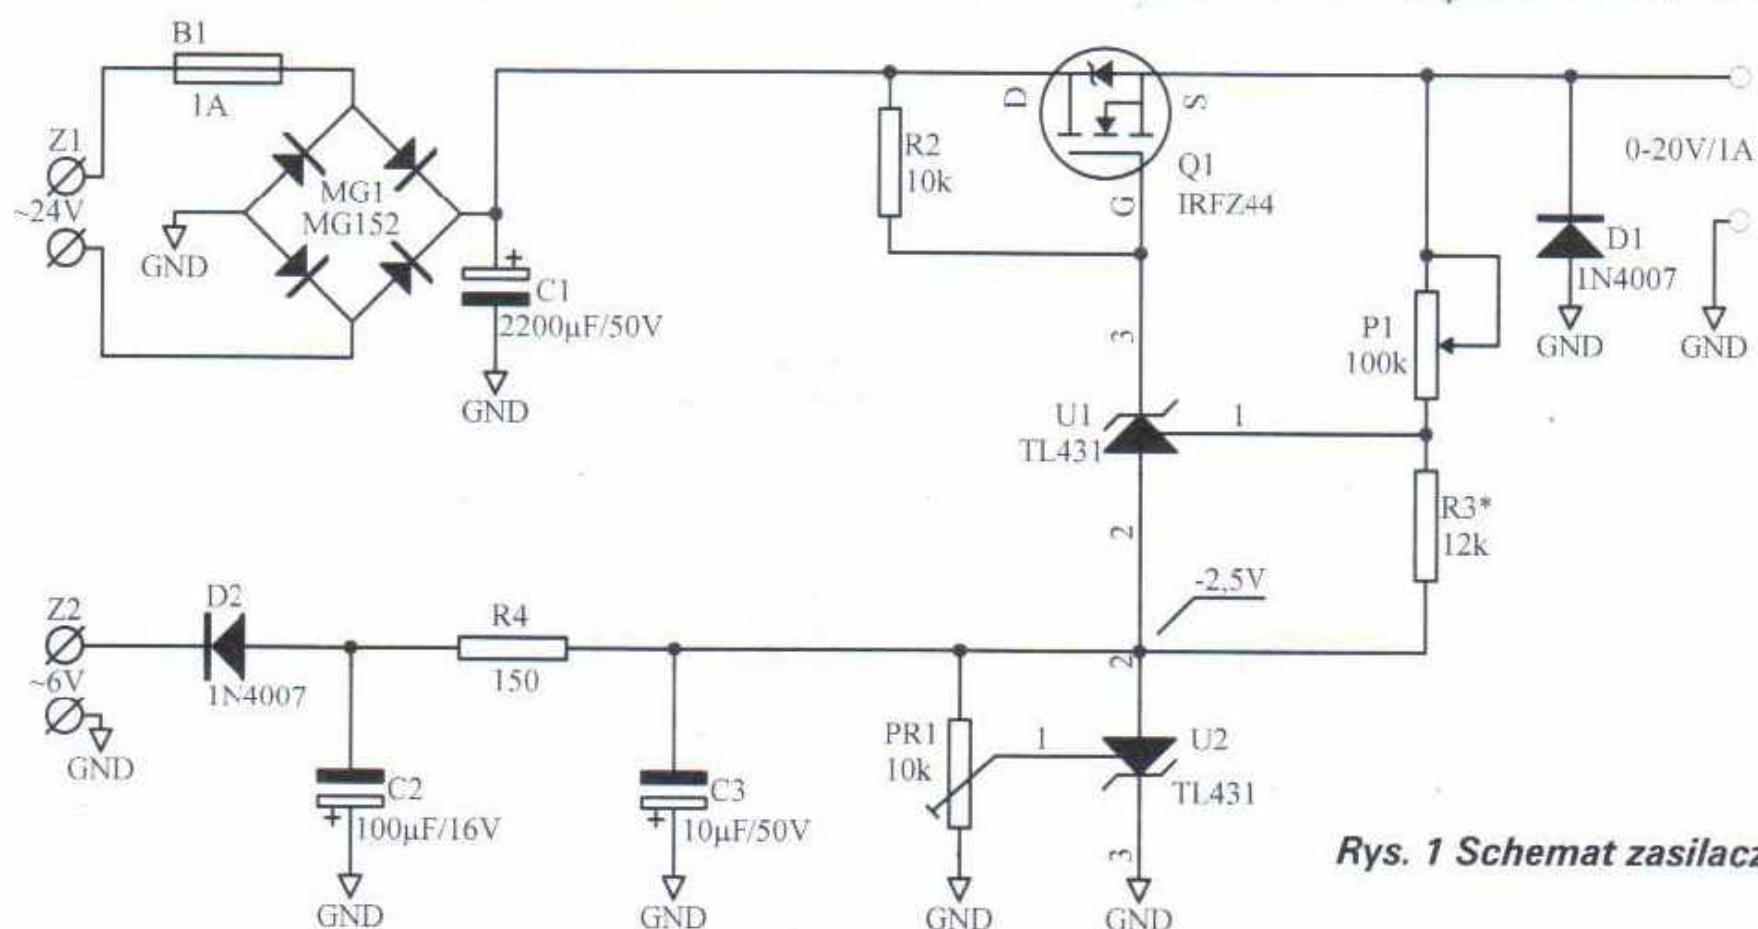 B1
1A
Z1
~24V
MG1
MG152
GND
C1
2200µF/50V
GND
R2
10k
D
S
G
Q1
IRFZ44
0-20V/1A
D1
1N4007
GND
GND
P1
100k
3
U1
TL431
1
2
R3*
12k
-2,5V
Z2
~6V
GND
D2
1N4007
R4
150
2
C2
100µF/16V
GND
C3
10µF/50V
GND
PR1
10k
1
GND
U2
TL431
3
GND
Rys. 1 Schemat